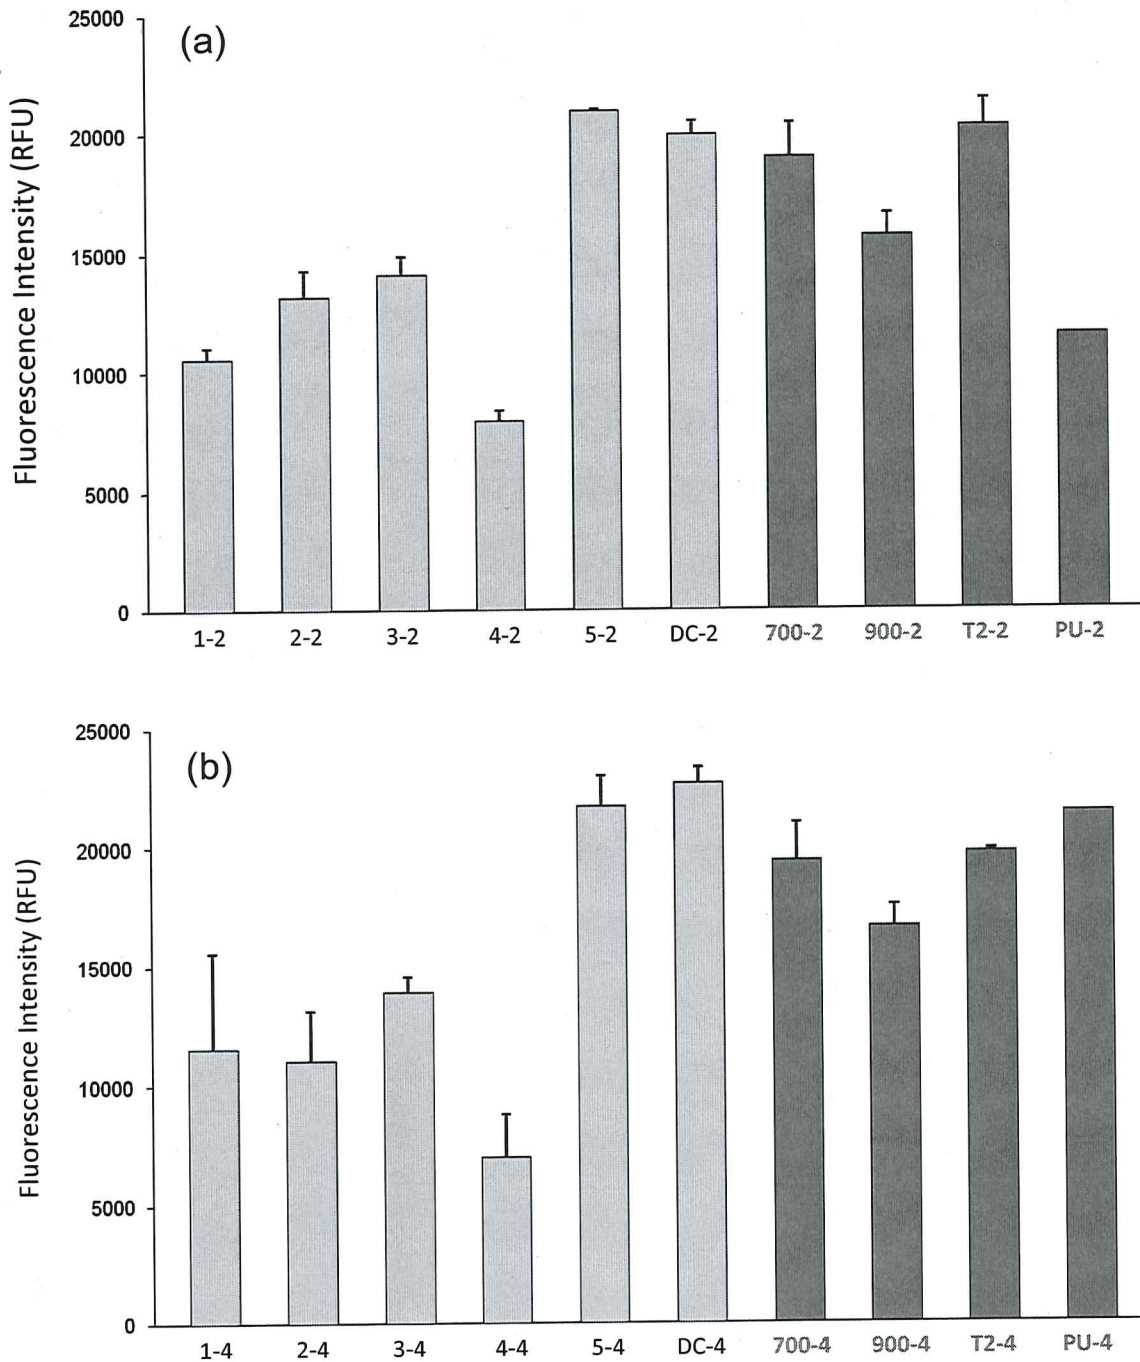 (a)
Fluorescence Intensity (RFU)
25000
20000
15000
10000
5000
0
1-2 2-2 3-2 4-2 5-2 DC-2 700-2 900-2 T2-2 PU-2
(b)
Fluorescence Intensity (RFU)
25000
20000
15000
10000
5000
0
1-4 2-4 3-4 4-4 5-4 DC-4 700-4 900-4 T2-4 PU-4